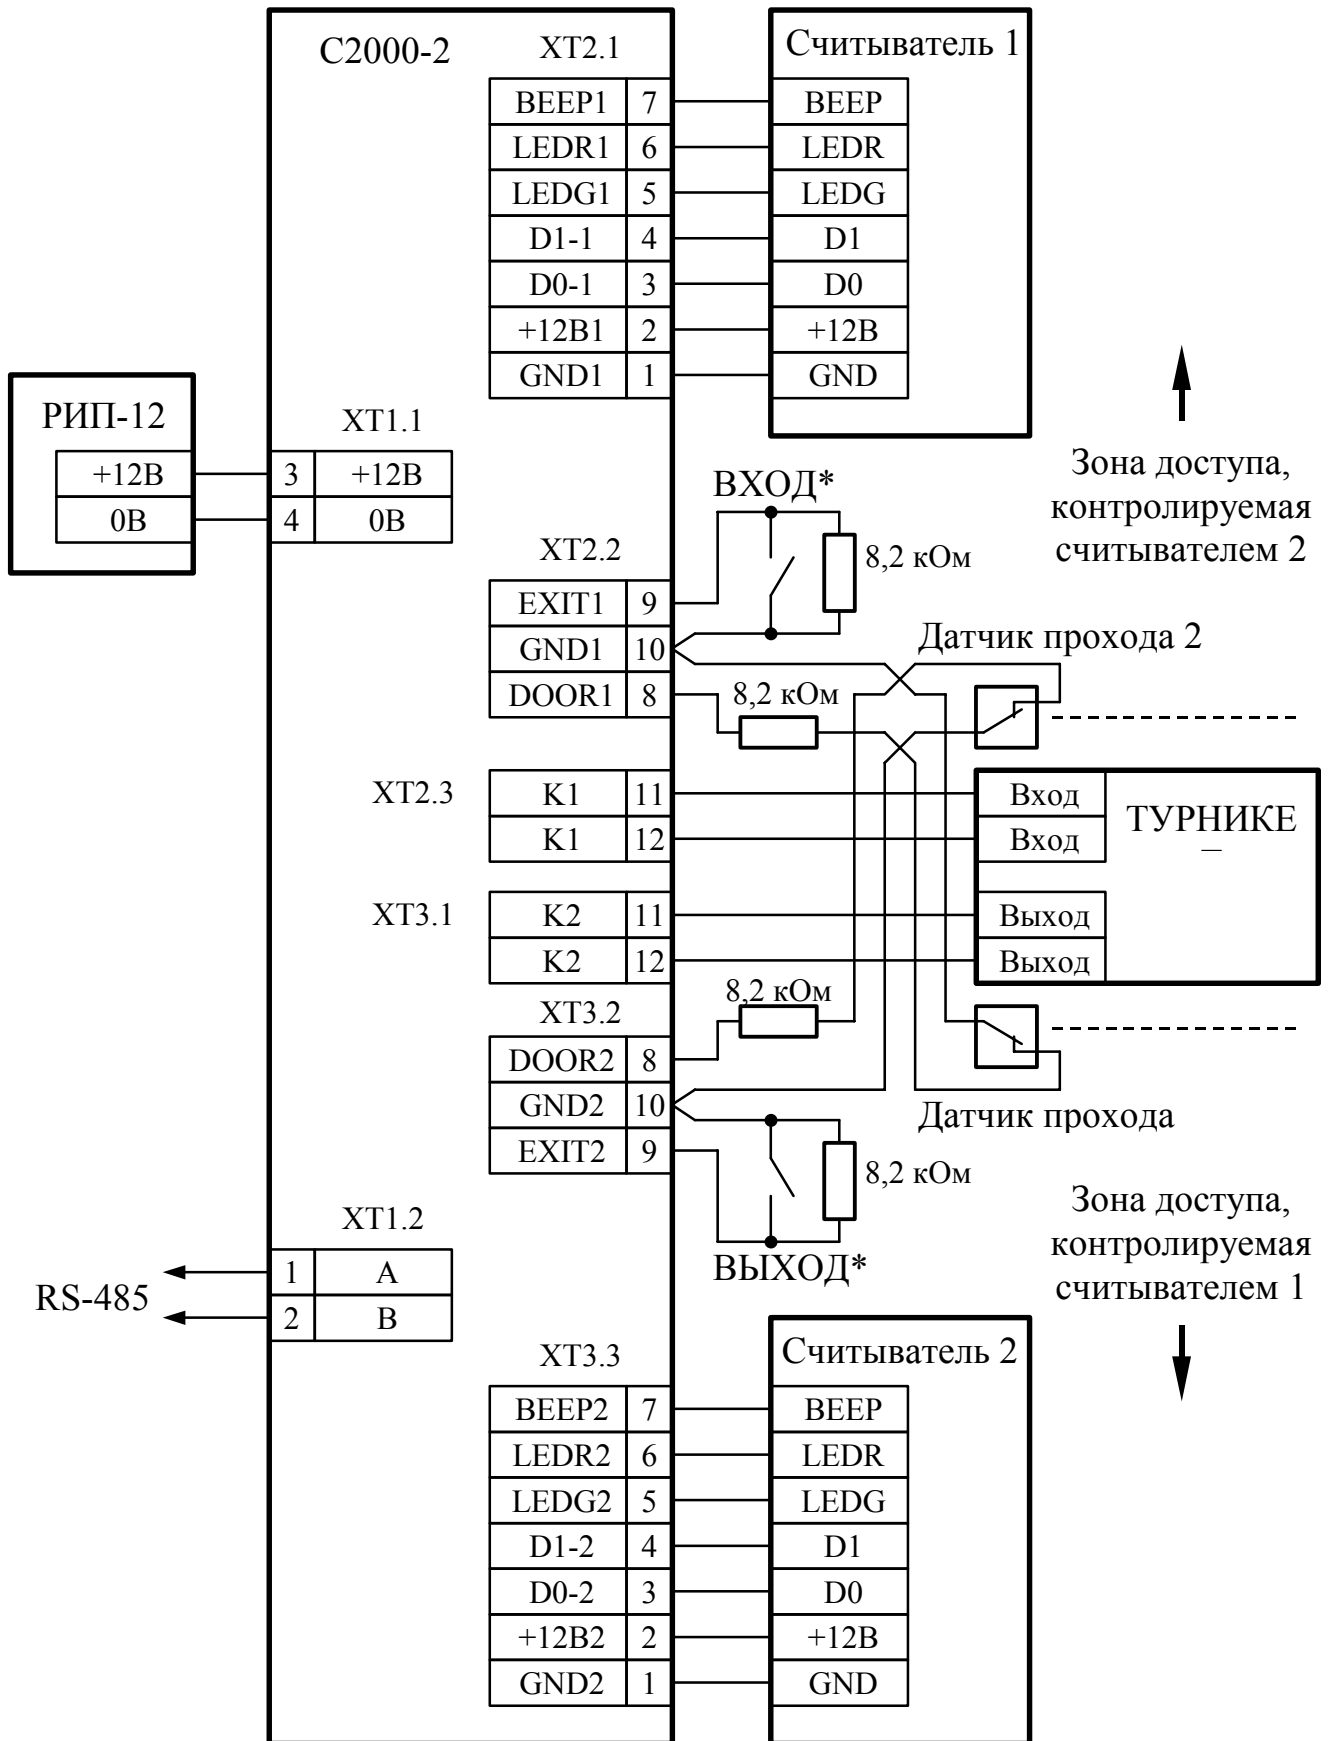 С2000-2
XT2.1
BEEP1 7
LEDR1 6
LEDG1 5
D1-1 4
D0-1 3
+12В1 2
GND1 1
Считыватель 1
BEEP
LEDR
LEDG
D1
D0
+12В
GND
РИП-12
+12В
0В
XT1.1
3 +12В
4 0В
Зона доступа,
контролируемая
считывателем 2
ВХОД*
8,2 кОм
XT2.2
EXIT1 9
GND1 10
DOOR1 8
Датчик прохода 2
8,2 кОм
XT2.3
K1 11
K1 12
Вход
Вход
ТУРНИКЕ
XT3.1
K2 11
K2 12
Выход
Выход
8,2 кОм
XT3.2
DOOR2 8
GND2 10
EXIT2 9
Датчик прохода
8,2 кОм
ВЫХОД*
Зона доступа,
контролируемая
считывателем 1
XT1.2
1 A
2 B
RS-485
XT3.3
BEEP2 7
LEDR2 6
LEDG2 5
D1-2 4
D0-2 3
+12В2 2
GND2 1
Считыватель 2
BEEP
LEDR
LEDG
D1
D0
+12В
GND